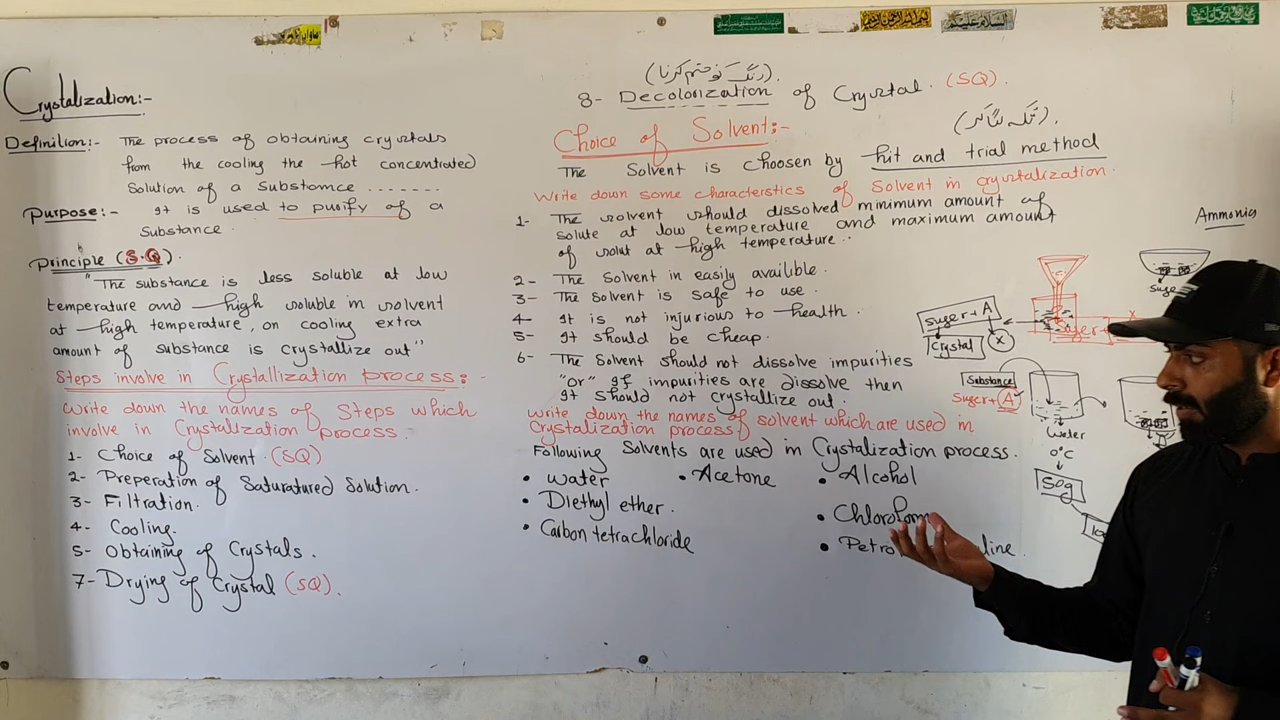 Crystalization:-
Definition:- The process of obtaining crystals
from the cooling the hot concentrated
Solution of a Substance .......
Purpose:- It is used to purify of a
Substance.
Principle (S.Q).
"The substance is less soluble at low
temperature and high soluble in solvent
at high temperature, on cooling extra
amount of substance is crystallize out"
Steps involve in Crystallization process:-
Write down the names of Steps which
involve in Crystalization process.
1- Choice of Solvent (SQ)
2- Preperation of Saturatured Solution.
3- Filtration.
4- Cooling.
5- Obtaining of Crystals.
7- Drying of Crystal (SQ).
8- Decolorization of Crystal. (SQ).
Choice of Solvent:-
The Solvent is choosen by hit and trial method
Write down some characterstics of Solvent in crystalization.
1- The solvent should dissolved minimum amount of
solute at low temperature and maximum amount
of solut at high temperature..
2- The Solvent in easily availible.
3- The Solvent is safe to use.
4- It is not injurious to health.
5- It should be cheap.
6- The Solvent should not dissolve impurities
"or" If impurities are dissolve then
It should not crystallize out.
Write down the names of solvent which are used in
Crystalization process
Following Solvents are used in Crystalization process.
• Water • Acetone • Alcohol
• Diethyl ether. • Chloroform
• Carbon tetrachloride • Petro line.
Ammonia
Suge
Suger + A
Crystal X
Suger +
x
Substance
Suger + A
Water
0°C
50g
السلام علیکم